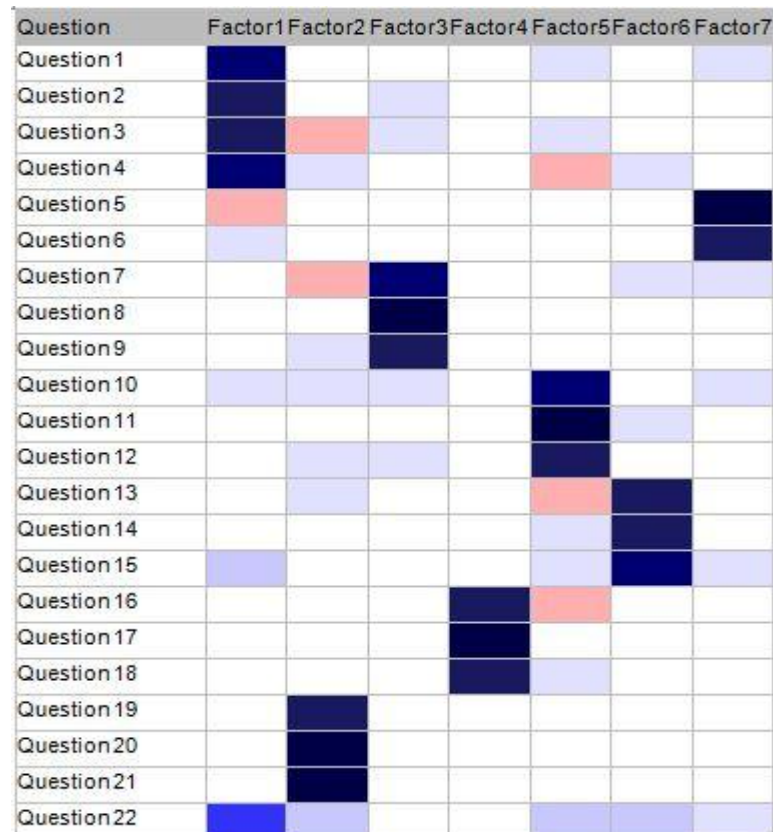 Question Factor1 Factor2 Factor3 Factor4 Factor5 Factor6 Factor7
Question 1
Question 2
Question 3
Question 4
Question 5
Question 6
Question 7
Question 8
Question 9
Question 10
Question 11
Question 12
Question 13
Question 14
Question 15
Question 16
Question 17
Question 18
Question 19
Question 20
Question 21
Question 22